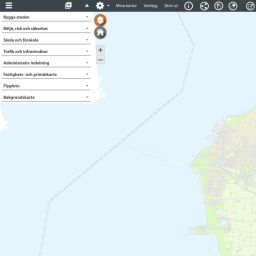 Mina kartor Verktyg Skriv ut
Bygga staden
Miljö, risk och säkerhet
Skola och förskola
Trafik och infrastruktur
Administrativ indelning
Fastighets- och primärkarta
Flygfoto
Bakgrundskarta